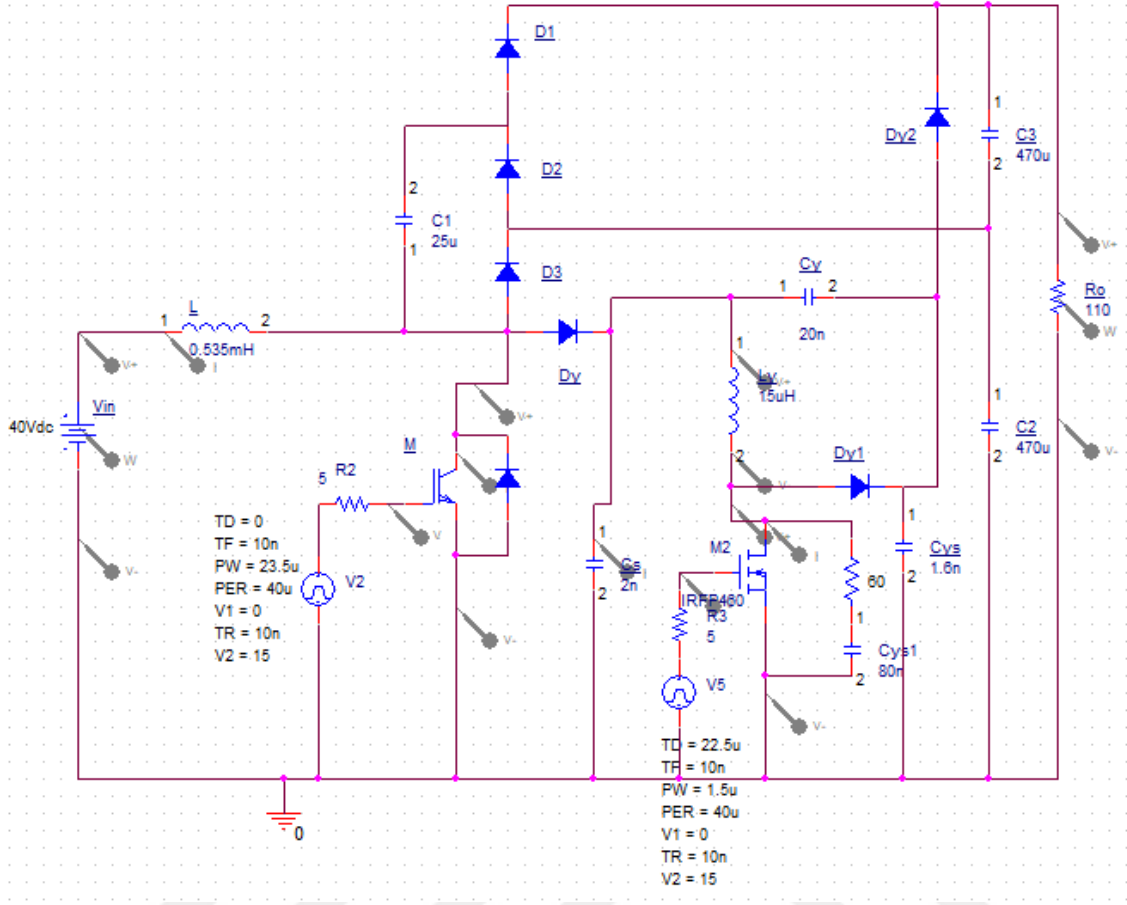 D1
D2
D3
2
C1
25u
1
Dy2
1
C3
2
470u
L
1
2
0.535mH
Dy
Cy
1
2
20n
V+
Ro
110
W
V+
I
Vin
40Vdc
W
V-
M
V+
5
R2
V
V2
TD = 0
TF = 10n
PW = 23.5u
PER = 40u
V1 = 0
TR = 10n
V2 = 15
V-
1
Cs
2n
2
I
1
Ly
15uH
2
V+
V
Dy1
M2
IRFP460
R3
5
V5
I
60
1
Cys1
80n
2
V-
1
Cys
1.6n
2
1
C2
470u
2
V-
TD = 22.5u
TF = 10n
PW = 1.5u
PER = 40u
V1 = 0
TR = 10n
V2 = 15
0